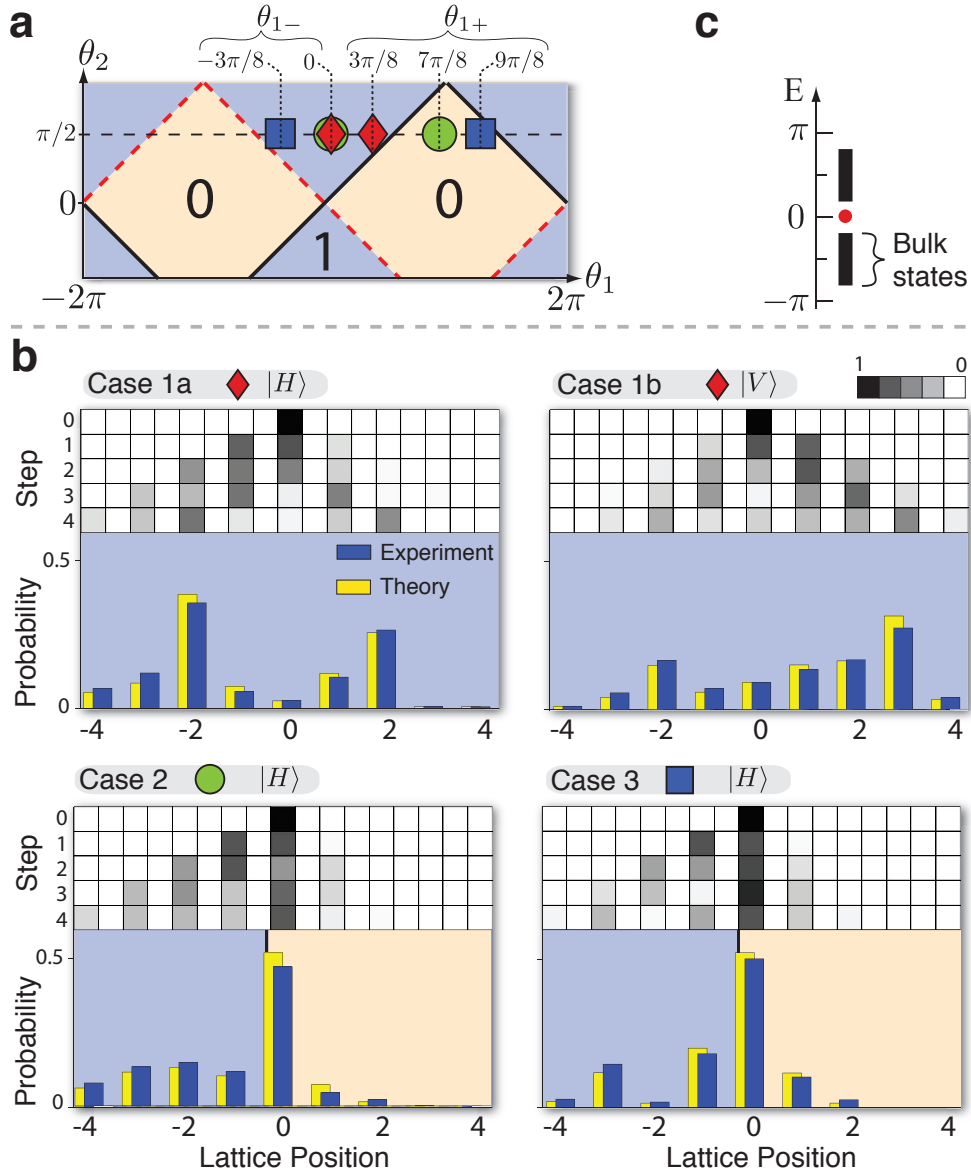 a
θ₁₋
θ₁₊
c
θ₂
−3π/8
0
3π/8
7π/8
9π/8
π/2
0
0
0
1
−2π
2π
θ₁
E
π
0
−π
Bulk
states
b
Case 1a |H⟩
Case 1b |V⟩
1 0
Step
0
1
2
3
4
Experiment
Theory
Probability
0.5
0
-4 -2 0 2 4
-4 -2 0 2 4
Case 2 |H⟩
Case 3 |H⟩
Step
0
1
2
3
4
Step
0
1
2
3
4
Probability
0.5
0
Probability
0.5
0
-4 -2 0 2 4
-4 -2 0 2 4
Lattice Position
Lattice Position